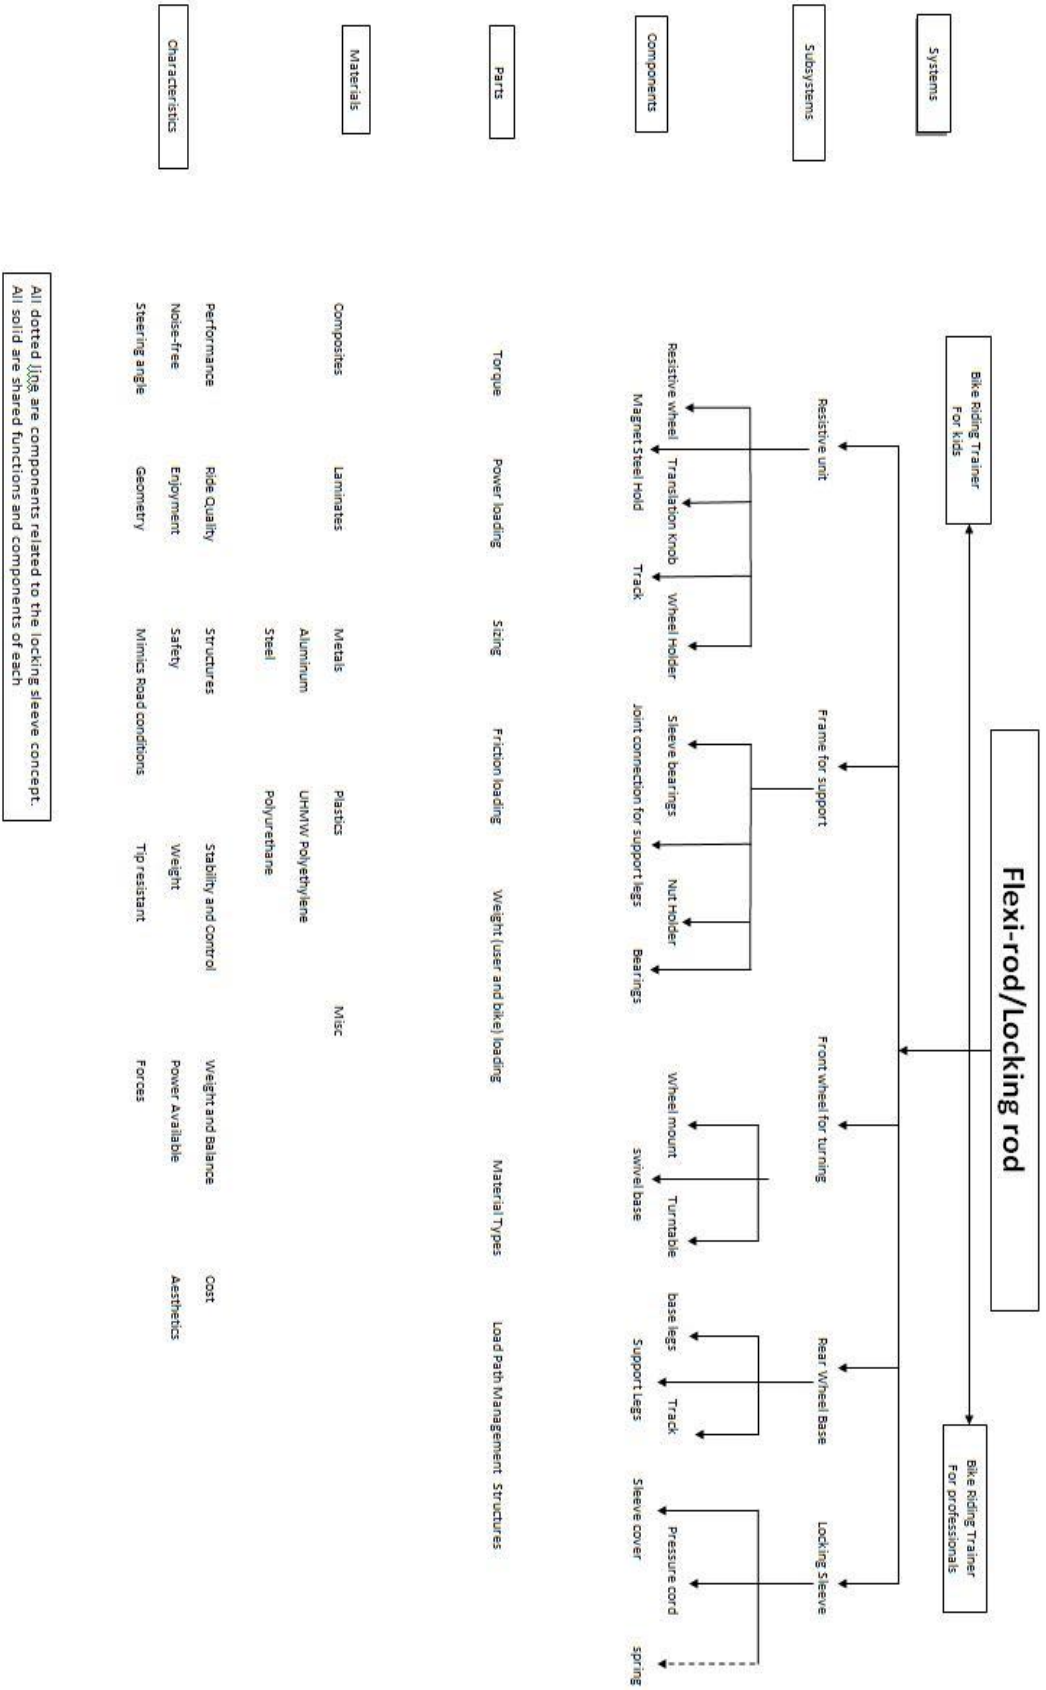 Flexi-rod/Locking rod
Systems
Bike Riding Trainer
For kids
Bike Riding Trainer
For professionals
Subsystems
Resistive unit
Frame for support
Front wheel for turning
Rear Wheel Base
Locking Sleeve
Components
Resistive wheel
Translation Knob
Wheel Holder
Sleeve bearings
Nut Holder
Wheel mount
Turntable
base legs
Track
Pressure cord
Magnet Steel Hold
Track
Joint connection for support legs
Bearings
swivel base
Support Legs
Sleeve cover
spring
Parts
Torque
Power loading
Sizing
Friction loading
Weight (user and bike) loading
Material Types
Load Path Management Structures
Materials
Composites
Laminates
Metals
Plastics
Misc
Aluminum
UHMW Polyethylene
Steel
Polyurethane
Characteristics
Performance
Ride Quality
Structures
Stability and Control
Weight and Balance
Cost
Noise-free
Enjoyment
Safety
Weight
Power Available
Aesthetics
Steering angle
Geometry
Mimics Road conditions
Tip resistant
Forces
All dotted line are components related to the locking sleeve concept.
All solid are shared functions and components of each